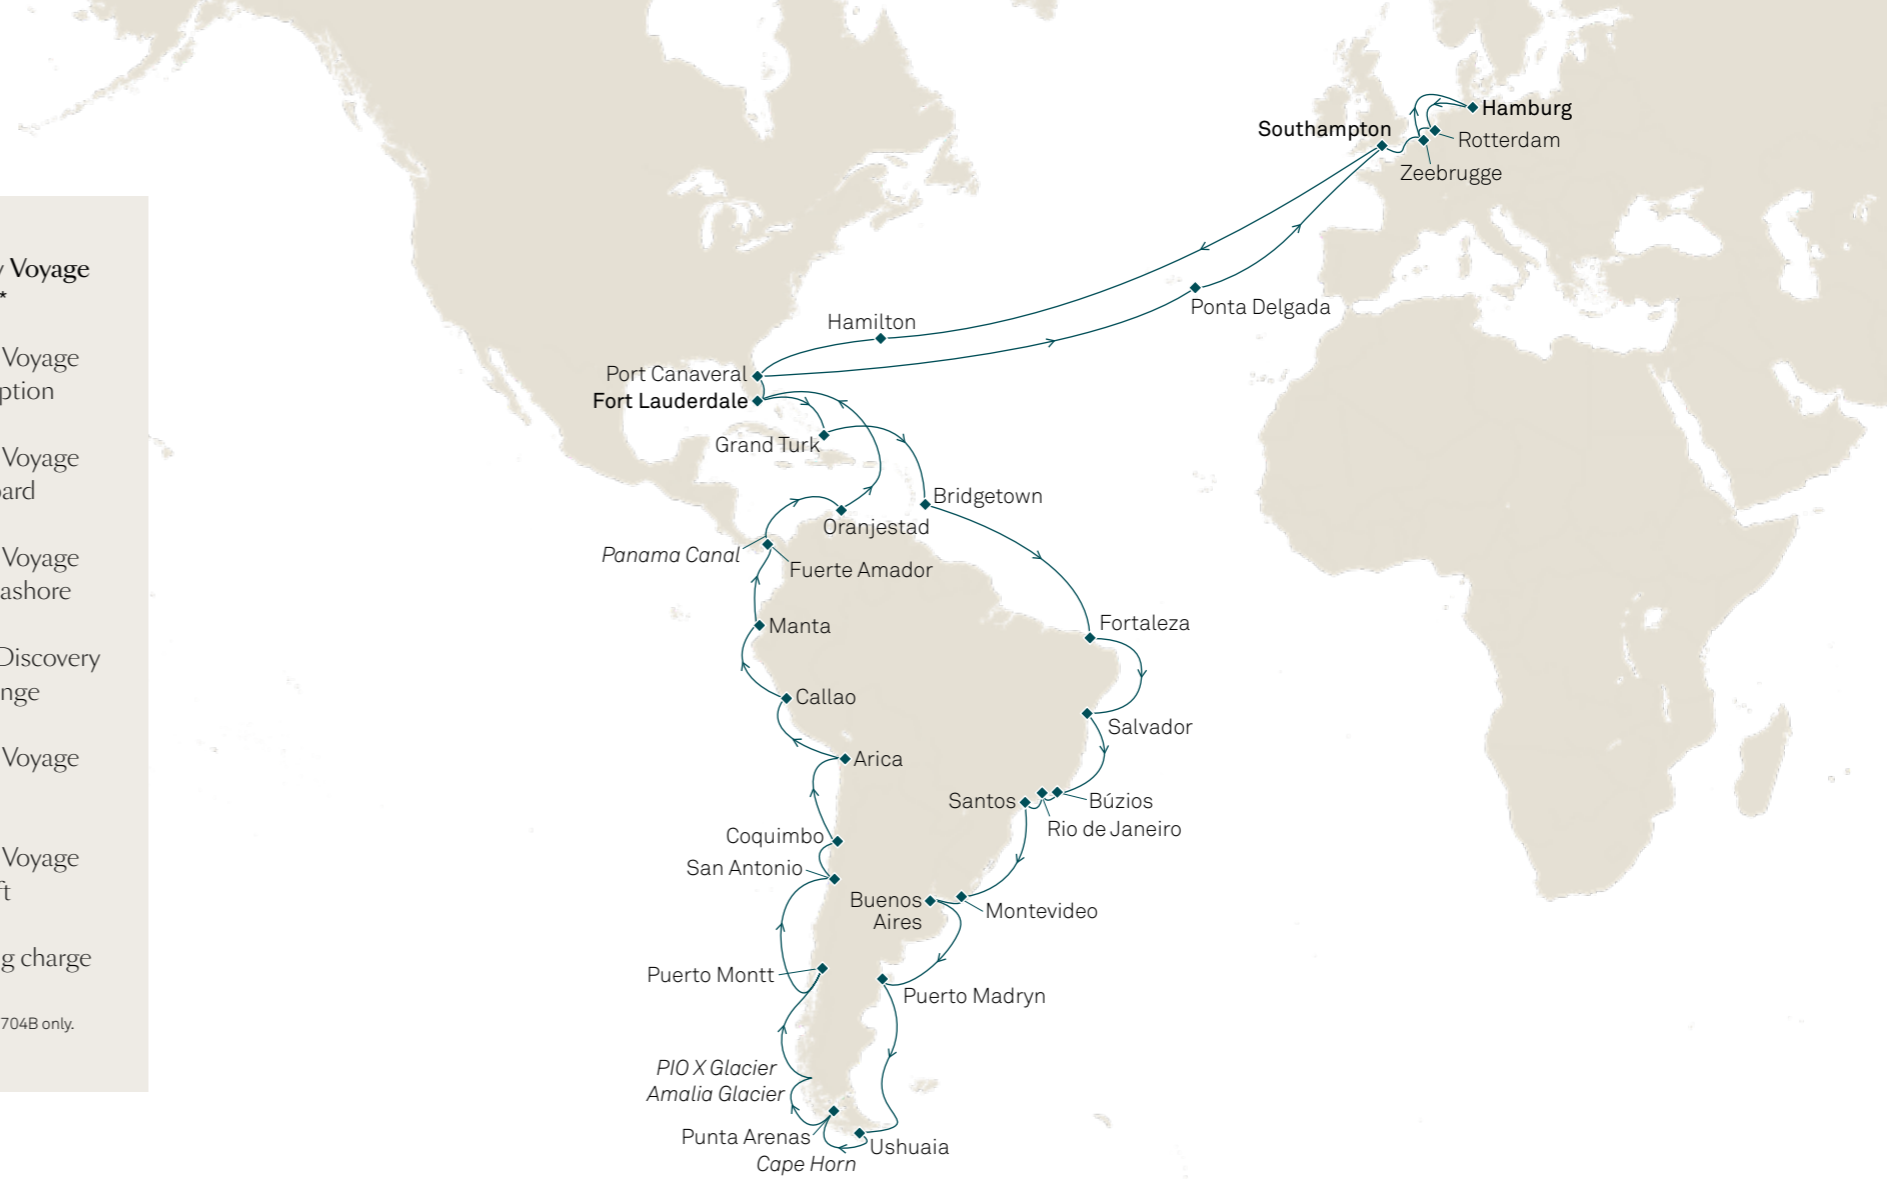 Voyage
*
Voyage
Voyage
Voyage
ashore
Discovery
Voyage
Voyage
charge
704B only.
Hamburg
Southampton
Rotterdam
Zeebrugge
Ponta Delgada
Hamilton
Port Canaveral
Fort Lauderdale
Grand Turk
Bridgetown
Oranjestad
Panama Canal
Fuerte Amador
Fortaleza
Manta
Callao
Salvador
Arica
Santos
Búzios
Rio de Janeiro
Coquimbo
San Antonio
Buenos
Aires
Montevideo
Puerto Montt
Puerto Madryn
PIO X Glacier
Amalia Glacier
Punta Arenas
Ushuaia
Cape Horn